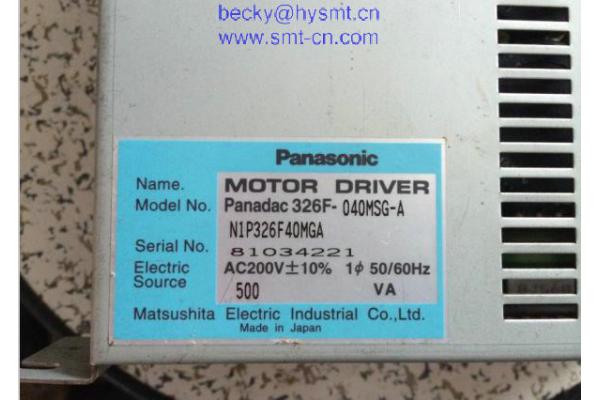 becky@hysmt.cn
www.smt-cn.com
Panasonic
Name. MOTOR DRIVER
Model No. Panadac 326F- 040MSG-A
N1P326F40MGA
Serial No. 81034221
Electric Source AC200V±10% 1ϕ 50/60Hz
500 VA
Matsushita Electric Industrial Co.,Ltd.
Made in Japan